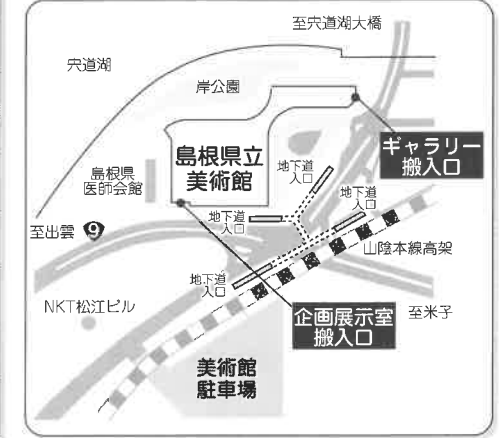 至宍道湖大橋
宍道湖
岸公園
ギャラリー
搬入口
島根県立
美術館
島根県
医師会館
地下道
入口
地下道
入口
地下道
入口
至出雲 9
山陰本線高架
地下道
入口
NKT松江ビル
企画展示室
搬入口
至米子
美術館
駐車場